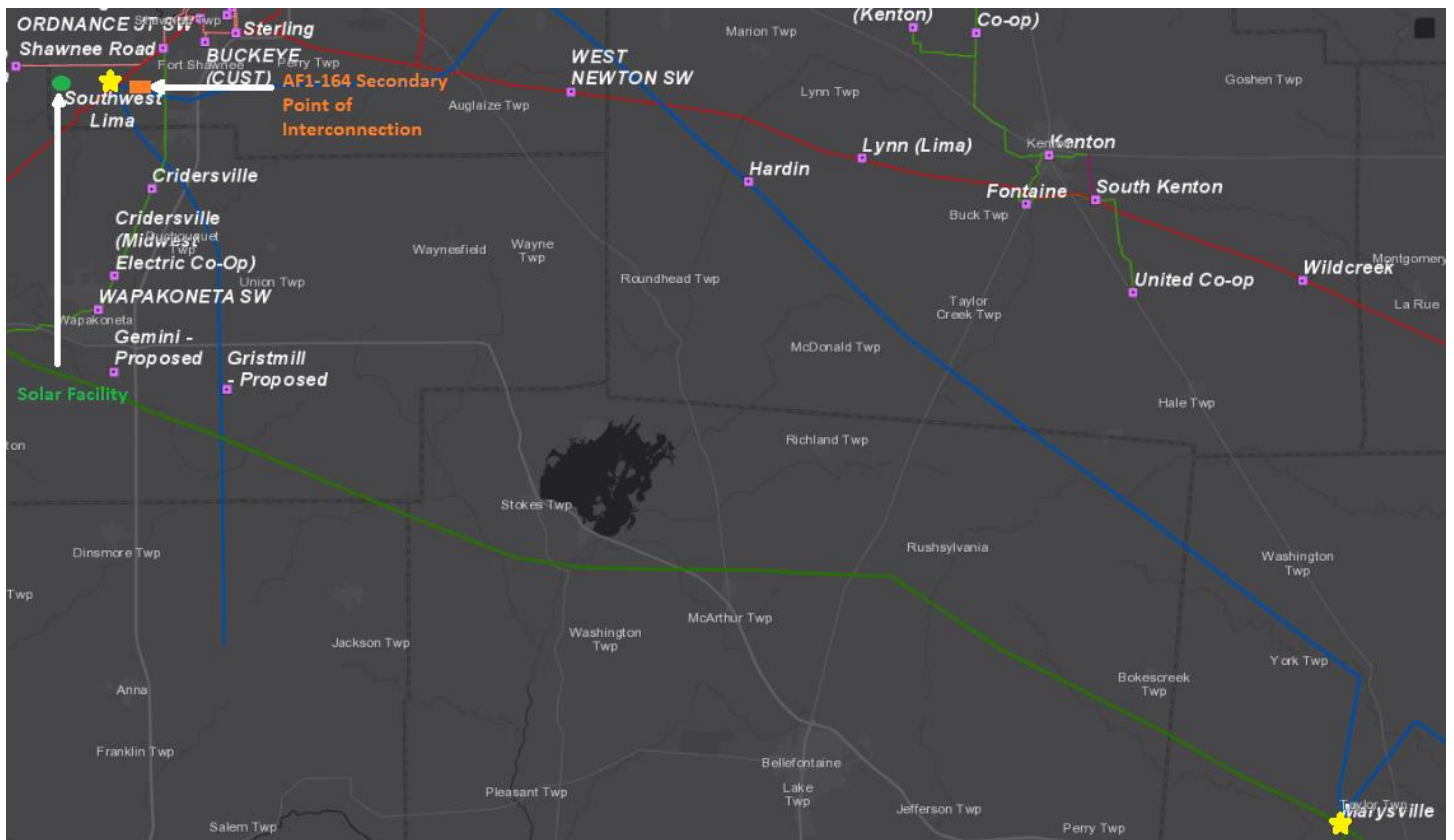 ORDNANCE JT SW
Shawnee Twp
Sterling
Shawnee Road
Fort Shawnee
BUCKEYE
(CUST)
Perry Twp
Southwest
Lima
AF1-164 Secondary
Point of
Interconnection
WEST
NEWTON SW
Auglaize Twp
Marion Twp
(Kenton)
Co-op)
Goshen Twp
Lynn Twp
Kenton
Lynn (Lima)
Hardin
Fontaine
South Kenton
Buck Twp
Cridersville
Cridersville
(Midwest
Electric Co-Op)
Duchouquet
Twp
Waynesfield
Wayne
Twp
Union Twp
Roundhead Twp
United Co-op
Wildcreek
Montgomery
La Rue
WAPAKONETA SW
Wapakoneta
Taylor
Creek Twp
Gemini -
Proposed
Gristmill
- Proposed
McDonald Twp
Solar Facility
Hale Twp
ton
Richland Twp
Stokes Twp
Dinsmore Twp
Rushsylvania
Washington
Twp
Twp
Jackson Twp
Washington
Twp
McArthur Twp
York Twp
Anna
Bokescreek
Twp
Franklin Twp
Bellefontaine
Pleasant Twp
Lake
Twp
Jefferson Twp
Taylor Twp
Marysville
Salem Twp
Perry Twp